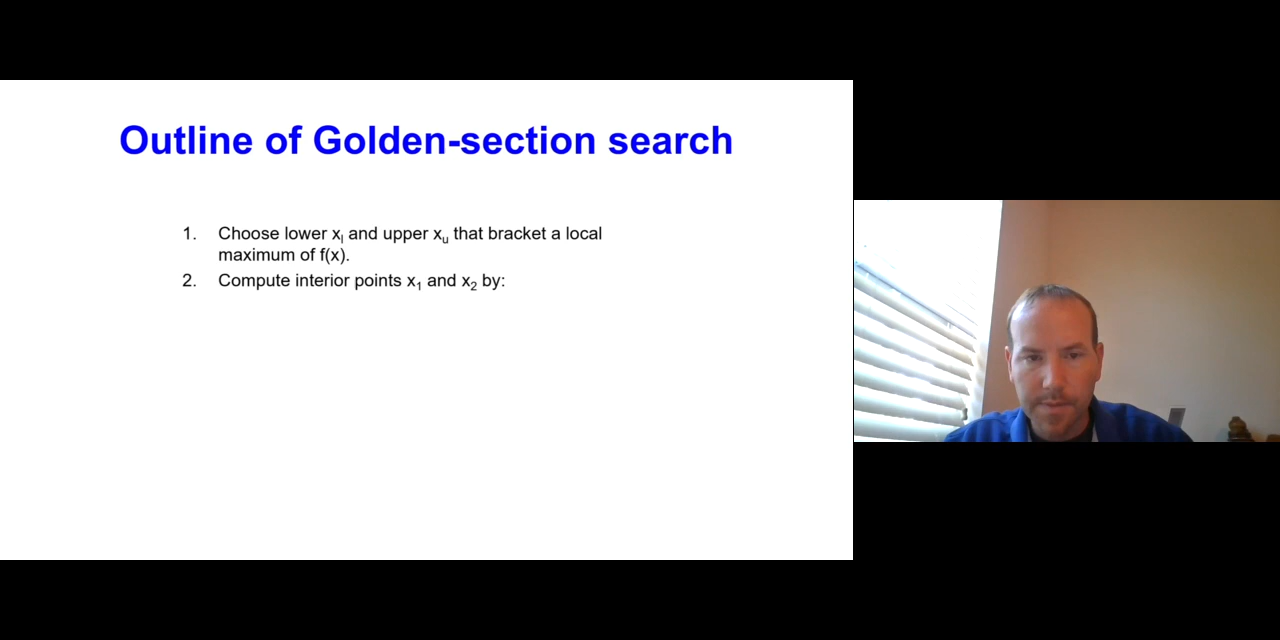 Outline of Golden-section search
1. Choose lower xₗ and upper xᵤ that bracket a local
maximum of f(x).
2. Compute interior points x₁ and x₂ by: